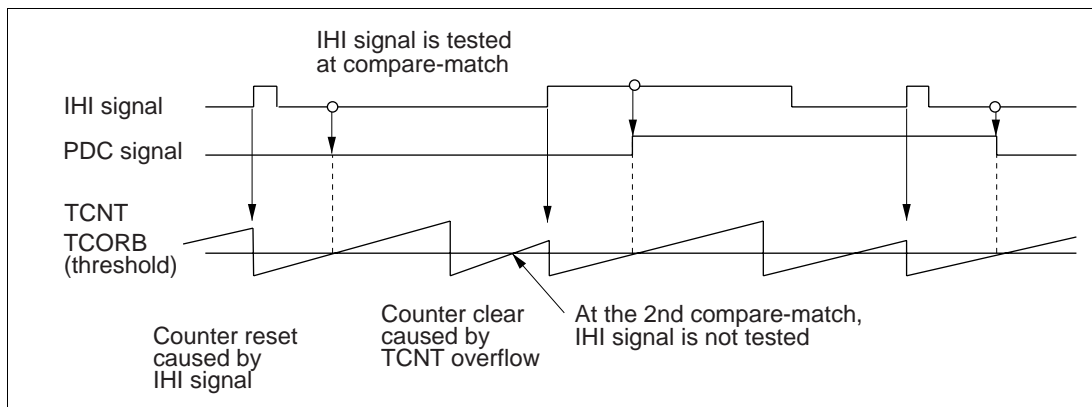 IHI signal is tested
at compare-match
IHI signal
PDC signal
TCNT
TCORB
(threshold)
Counter reset
caused by
IHI signal
Counter clear
caused by
TCNT overflow
At the 2nd compare-match,
IHI signal is not tested